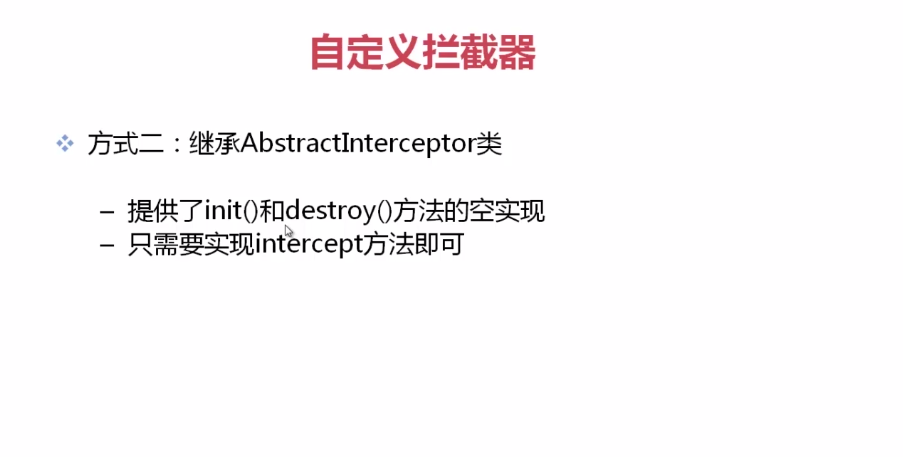 自定义拦截器
方式二：继承AbstractInterceptor类
– 提供了init()和destroy()方法的空实现
– 只需要实现intercept方法即可